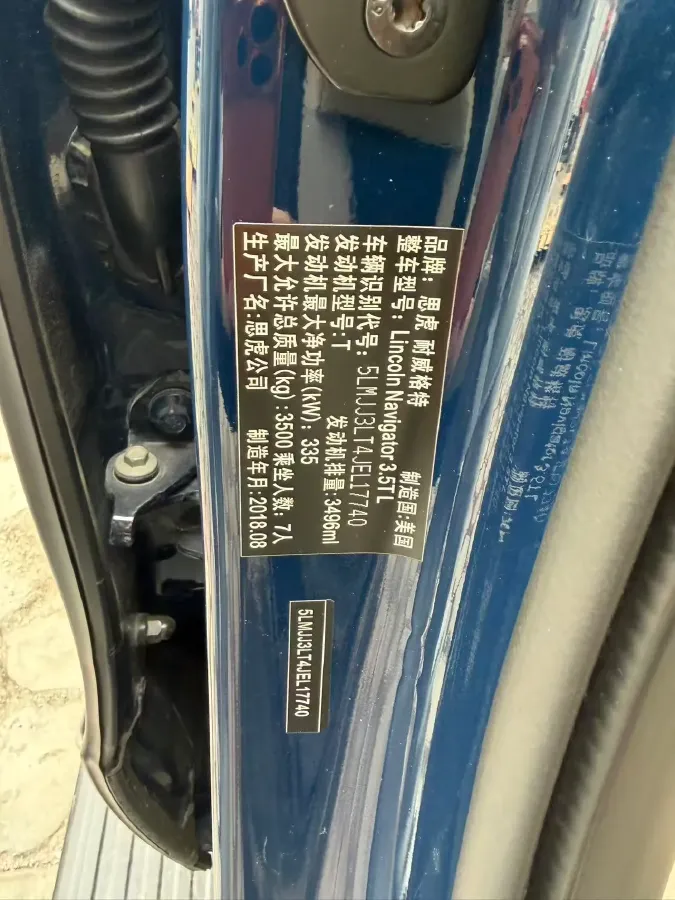 品牌: 思虎 耐威格特 制造国:美国
整车型号: Lincoln Navigator 3.5TL
车辆识别代号: 5LMJJ3LT4JEL17740
发动机型号:T 发动机排量:3496ml
发动机最大净功率(kW): 335
最大允许总质量(kg):3500 乘坐人数: 7人
生产厂名:思虎公司 制造年月:2018.08
5LMJJ3LT4JEL17740